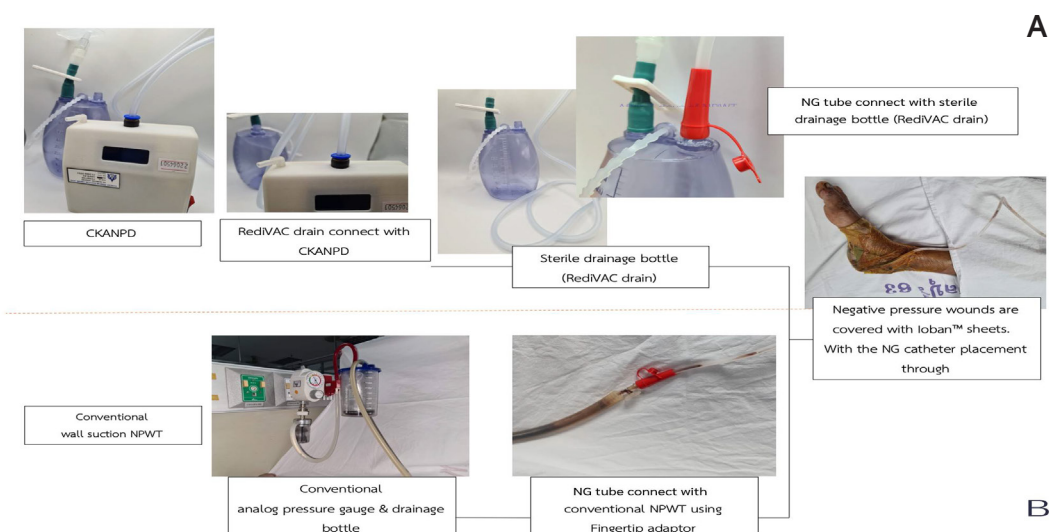 A
NG tube connect with sterile
drainage bottle (RediVAC drain)
CKANPD
RediVAC drain connect with
CKANPD
Sterile drainage bottle
(RediVAC drain)
Negative pressure wounds are
covered with Ioban™ sheets.
With the NG catheter placement
through
Conventional
wall suction NPWT
Conventional
analog pressure gauge & drainage
bottle
NG tube connect with
conventional NPWT using
Fingertip adaptor
B